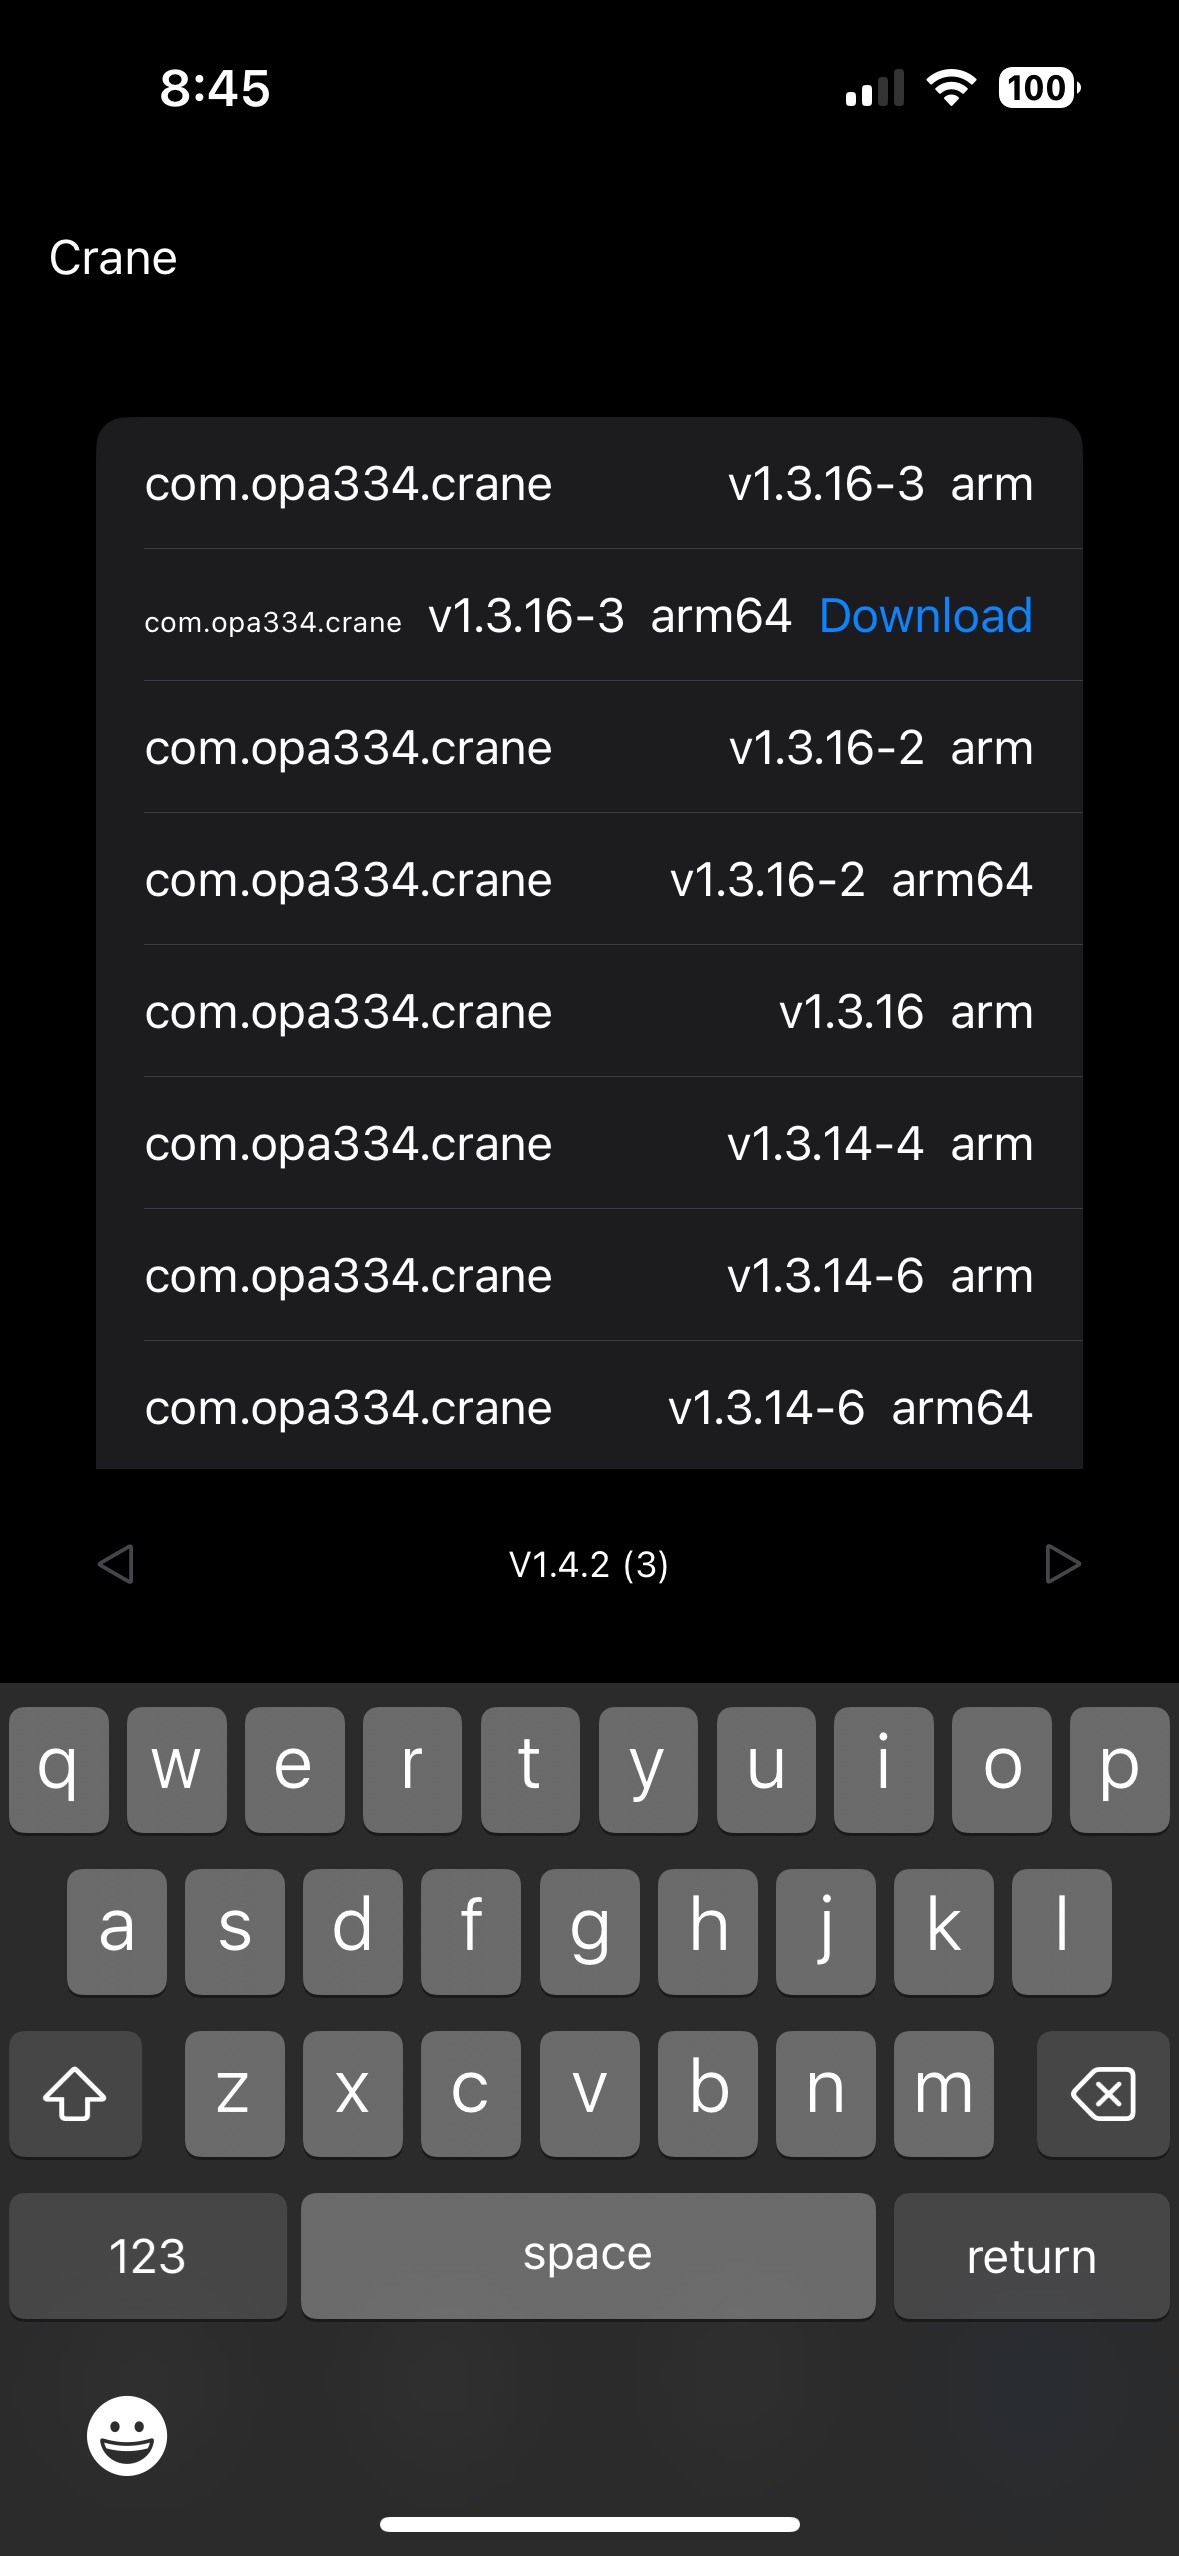 8:45
100
Crane
com.opa334.crane v1.3.16-3 arm
com.opa334.crane v1.3.16-3 arm64 Download
com.opa334.crane v1.3.16-2 arm
com.opa334.crane v1.3.16-2 arm64
com.opa334.crane v1.3.16 arm
com.opa334.crane v1.3.14-4 arm
com.opa334.crane v1.3.14-6 arm
com.opa334.crane v1.3.14-6 arm64
V1.4.2 (3)
q w e r t y u i o p
a s d f g h j k l
z x c v b n m
123 space return